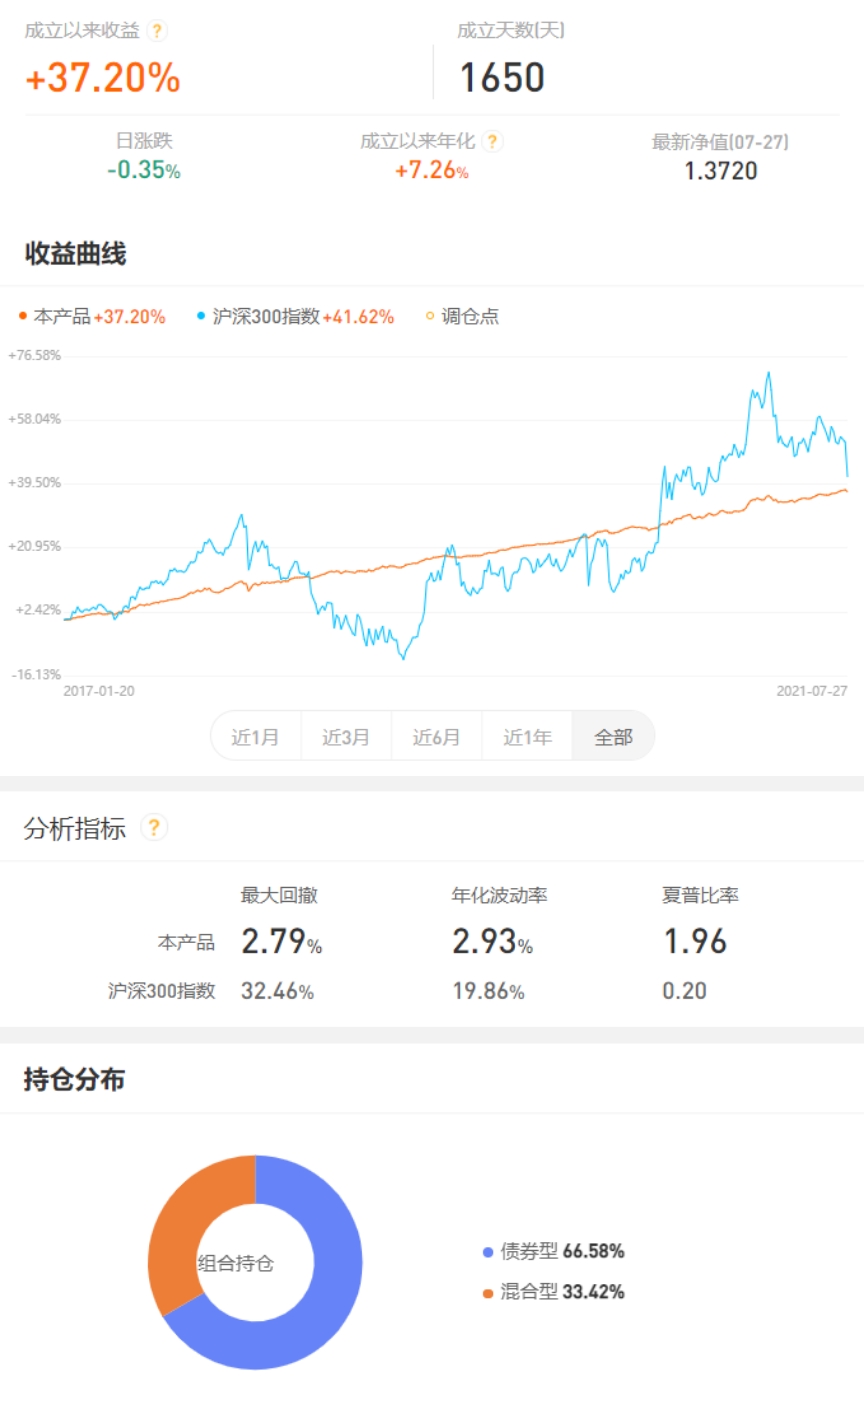 成立以来收益 ?
成立天数(天)
+37.20%
1650
日涨跌
成立以来年化 ?
最新净值(07-27)
-0.35%
+7.26%
1.3720
收益曲线
本产品+37.20% 沪深300指数+41.62% 调仓点
+76.58%
+58.04%
+39.50%
+20.95%
+2.42%
-16.13%
2017-01-20 2021-07-27
近1月 近3月 近6月 近1年 全部
分析指标 ?
最大回撤 年化波动率 夏普比率
本产品 2.79% 2.93% 1.96
沪深300指数 32.46% 19.86% 0.20
持仓分布
组合持仓
债券型 66.58%
混合型 33.42%